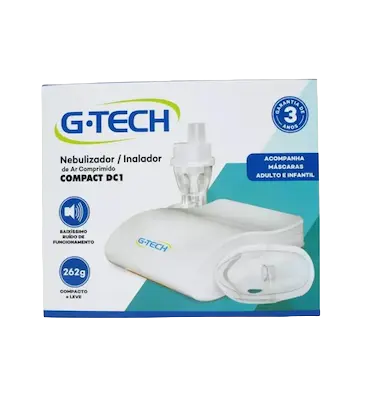 G·TECH
GARANTIA DE
3
ANOS
Nebulizador / Inalador
de Ar Comprimido
COMPACT DC1
ACOMPANHA
MÁSCARAS
ADULTO E INFANTIL
BAIXÍSSIMO
RUÍDO DE
FUNCIONAMENTO
G-TECH
262g
COMPACTO
e LEVE